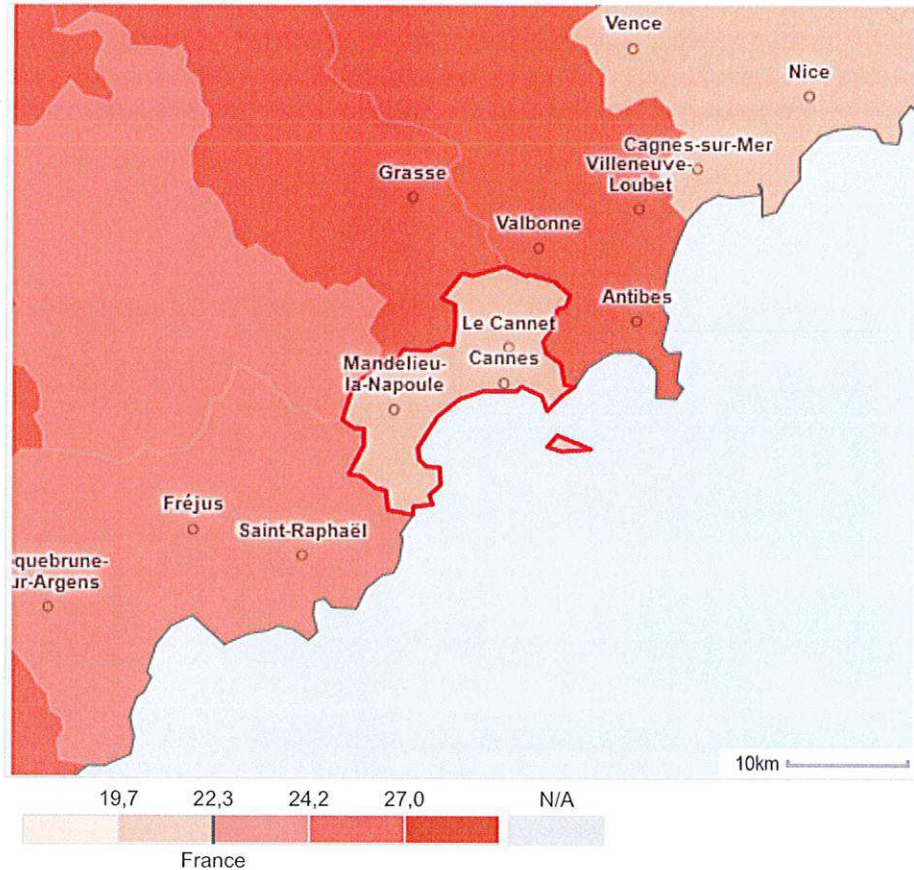 Vence
Nice
Cagnes-sur-Mer
Villeneuve-
Loubet
Grasse
Valbonne
Antibes
Le Cannet
Cannes
Mandelieu-
la-Napoule
Fréjus
Saint-Raphaël
quebrune-
ur-Argens
10km
19,7 22,3 24,2 27,0 N/A
France